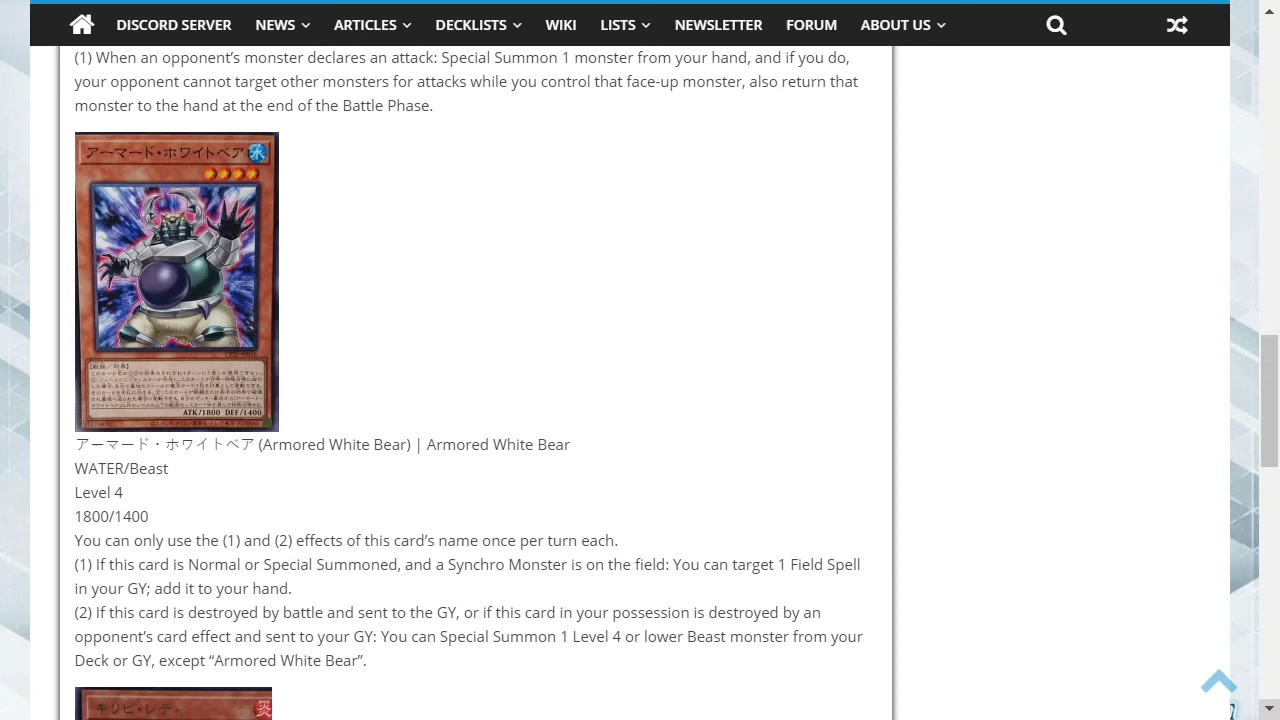 DISCORD SERVER NEWS ARTICLES DECKLISTS WIKI LISTS NEWSLETTER FORUM ABOUT US
(1) When an opponent’s monster declares an attack: Special Summon 1 monster from your hand, and if you do,
your opponent cannot target other monsters for attacks while you control that face-up monster, also return that
monster to the hand at the end of the Battle Phase.
アーマード・ホワイトベア 水
ATK/1800 DEF/1400
アーマード・ホワイトベア (Armored White Bear) | Armored White Bear
WATER/Beast
Level 4
1800/1400
You can only use the (1) and (2) effects of this card’s name once per turn each.
(1) If this card is Normal or Special Summoned, and a Synchro Monster is on the field: You can target 1 Field Spell
in your GY; add it to your hand.
(2) If this card is destroyed by battle and sent to the GY, or if this card in your possession is destroyed by an
opponent’s card effect and sent to your GY: You can Special Summon 1 Level 4 or lower Beast monster from your
Deck or GY, except “Armored White Bear”.
キリビ・レディ 炎